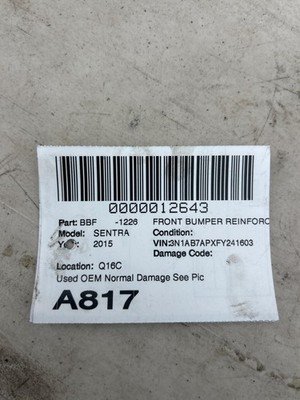 0000012643
Part: BBF -1226 FRONT BUMPER REINFORC
Model: SENTRA Condition:
Year: 2015 VIN:3N1AB7APXFY241603
Damage Code:
Location: Q16C
Used OEM Normal Damage See Pic
A817